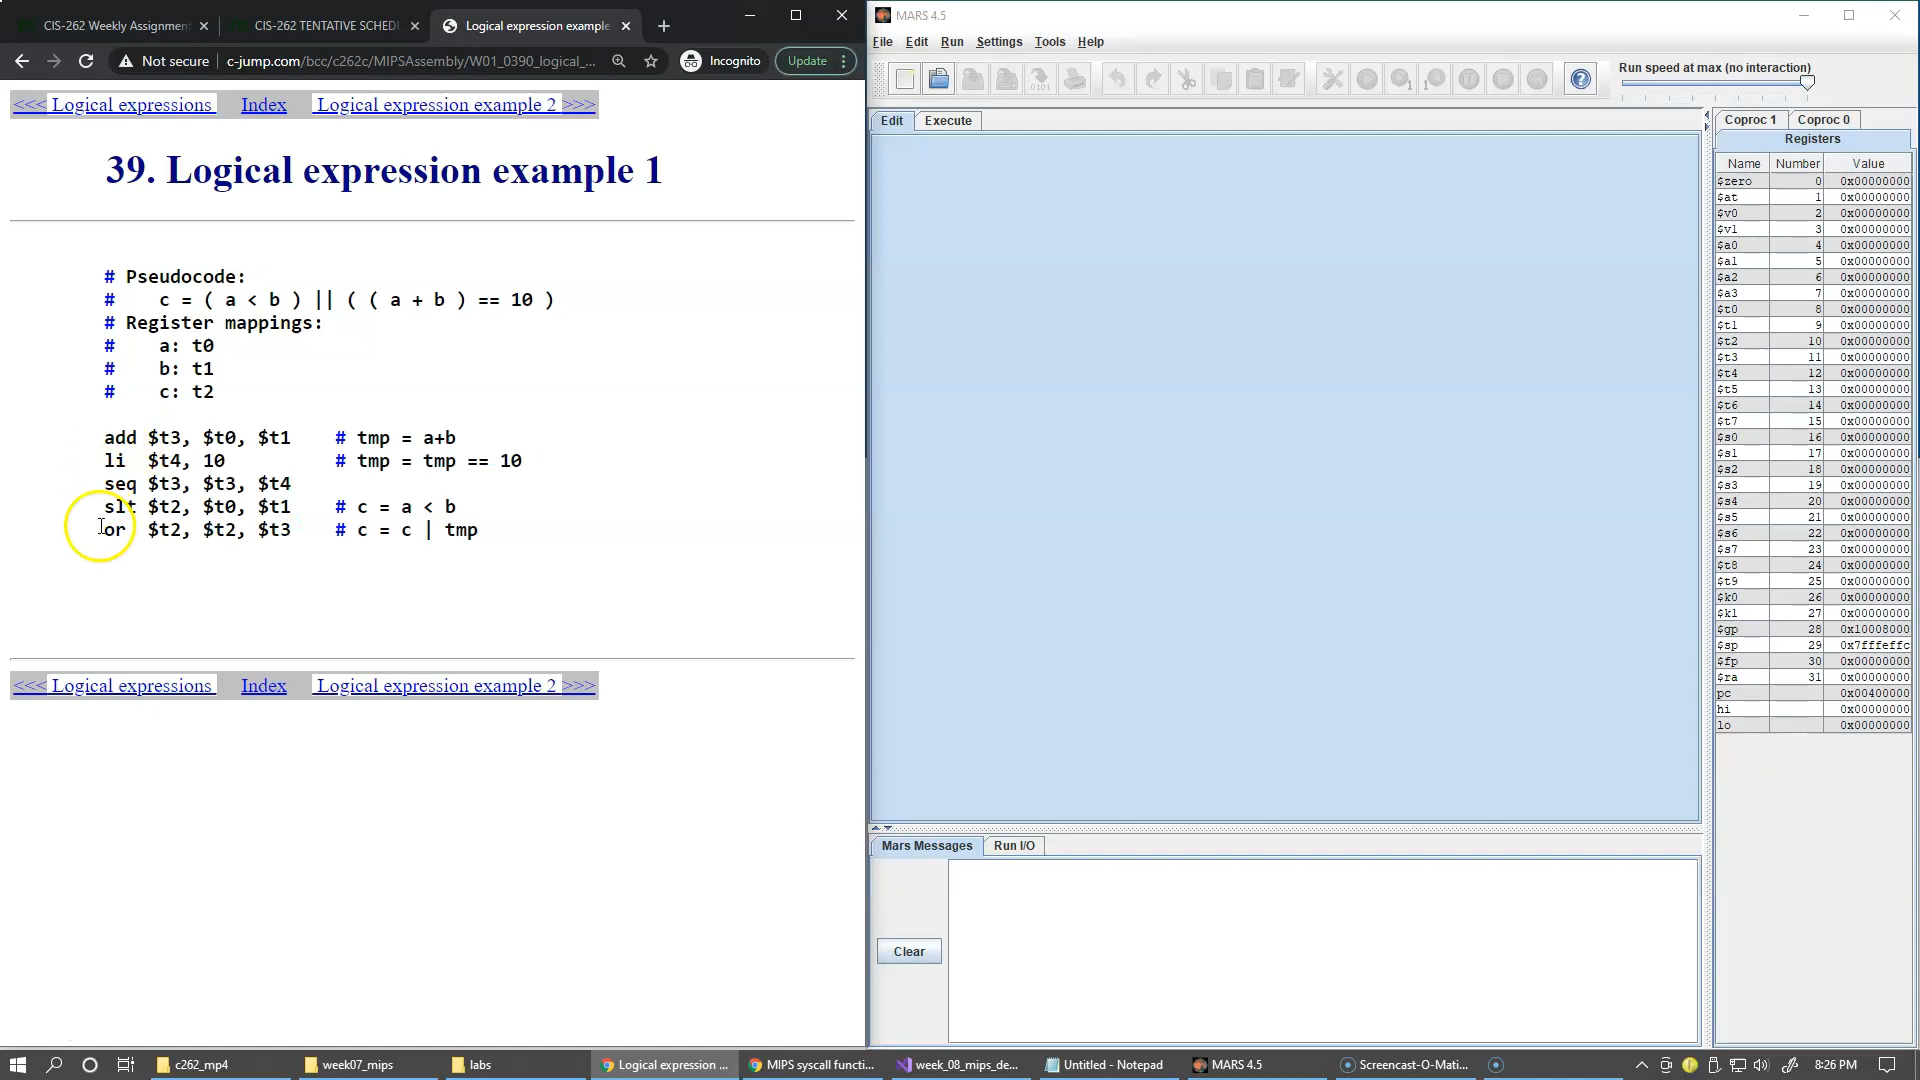 CIS-262 Weekly Assignment
CIS-262 TENTATIVE SCHEDU
Logical expression example
Not secure
c-jump.com/bcc/c262c/MIPSAssembly/W01_0390_logical_...
Incognito
Update
<<< Logical expressions
Index
Logical expression example 2 >>>
39. Logical expression example 1
# Pseudocode:
# c = ( a < b ) || ( ( a + b ) == 10 )
# Register mappings:
# a: t0
# b: t1
# c: t2
add $t3, $t0, $t1 # tmp = a+b
li $t4, 10 # tmp = tmp == 10
seq $t3, $t3, $t4
slt $t2, $t0, $t1 # c = a < b
or $t2, $t2, $t3 # c = c | tmp
<<< Logical expressions
Index
Logical expression example 2 >>>
MARS 4.5
File Edit Run Settings Tools Help
Run speed at max (no interaction)
Edit
Execute
Mars Messages
Run I/O
Clear
Coproc 1
Coproc 0
Registers
Name Number Value
$zero 0 0x00000000
$at 1 0x00000000
$v0 2 0x00000000
$v1 3 0x00000000
$a0 4 0x00000000
$a1 5 0x00000000
$a2 6 0x00000000
$a3 7 0x00000000
$t0 8 0x00000000
$t1 9 0x00000000
$t2 10 0x00000000
$t3 11 0x00000000
$t4 12 0x00000000
$t5 13 0x00000000
$t6 14 0x00000000
$t7 15 0x00000000
$s0 16 0x00000000
$s1 17 0x00000000
$s2 18 0x00000000
$s3 19 0x00000000
$s4 20 0x00000000
$s5 21 0x00000000
$s6 22 0x00000000
$s7 23 0x00000000
$t8 24 0x00000000
$t9 25 0x00000000
$k0 26 0x00000000
$k1 27 0x00000000
$gp 28 0x10008000
$sp 29 0x7fffeffc
$fp 30 0x00000000
$ra 31 0x00000000
pc 0x00400000
hi 0x00000000
lo 0x00000000
c262_mp4
week07_mips
labs
Logical expression ...
MIPS syscall functi...
week_08_mips_de...
Untitled - Notepad
MARS 4.5
Screencast-O-Mati...
8:26 PM